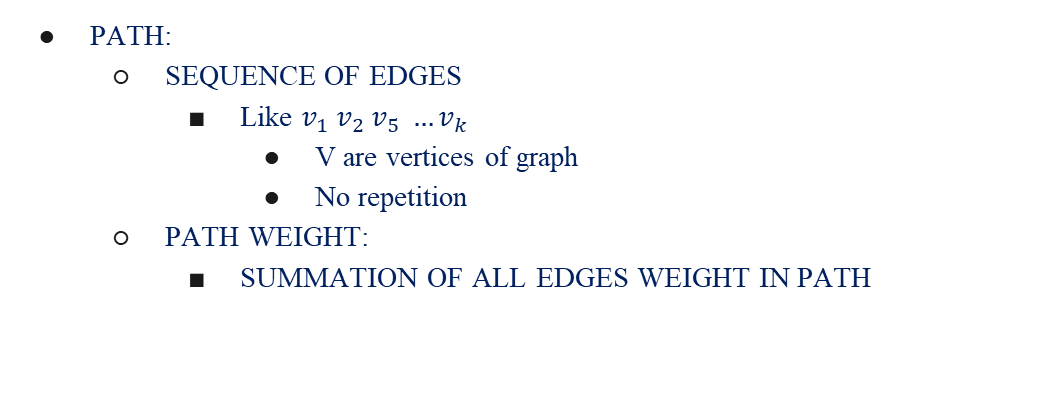 ● PATH:
○ SEQUENCE OF EDGES
■ Like v₁ v₂ v₅ …vₖ
● V are vertices of graph
● No repetition
○ PATH WEIGHT:
■ SUMMATION OF ALL EDGES WEIGHT IN PATH